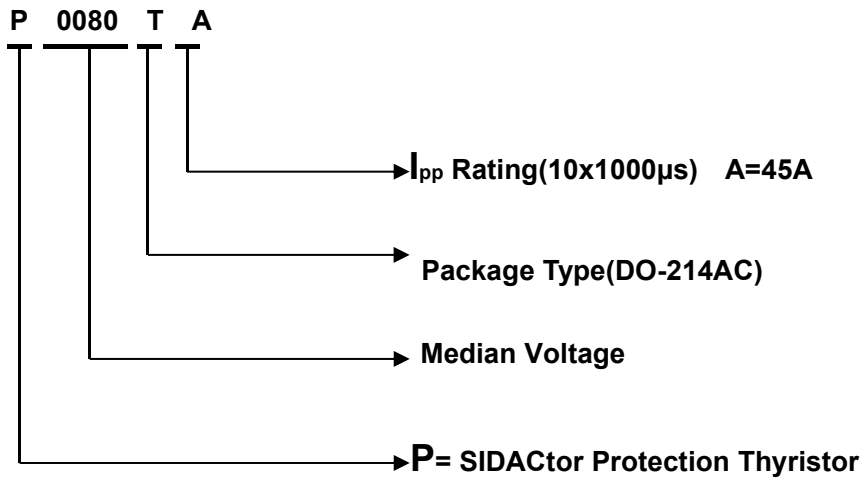 P 0080 T A
Ipp Rating(10x1000µs) A=45A
Package Type(DO-214AC)
Median Voltage
P= SIDACtor Protection Thyristor